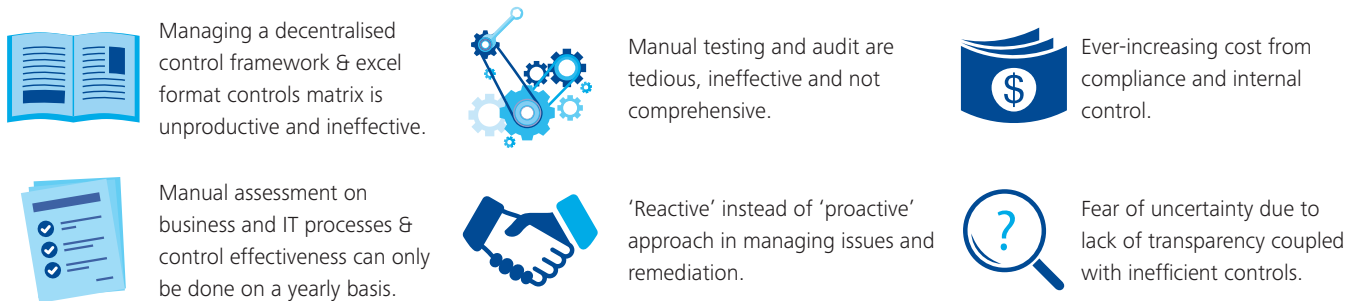 Managing a decentralised
control framework & excel
format controls matrix is
unproductive and ineffective.
Manual testing and audit are
tedious, ineffective and not
comprehensive.
$
Ever-increasing cost from
compliance and internal
control.
Manual assessment on
business and IT processes &
control effectiveness can only
be done on a yearly basis.
‘Reactive’ instead of ‘proactive’
approach in managing issues and
remediation.
?
Fear of uncertainty due to
lack of transparency coupled
with inefficient controls.